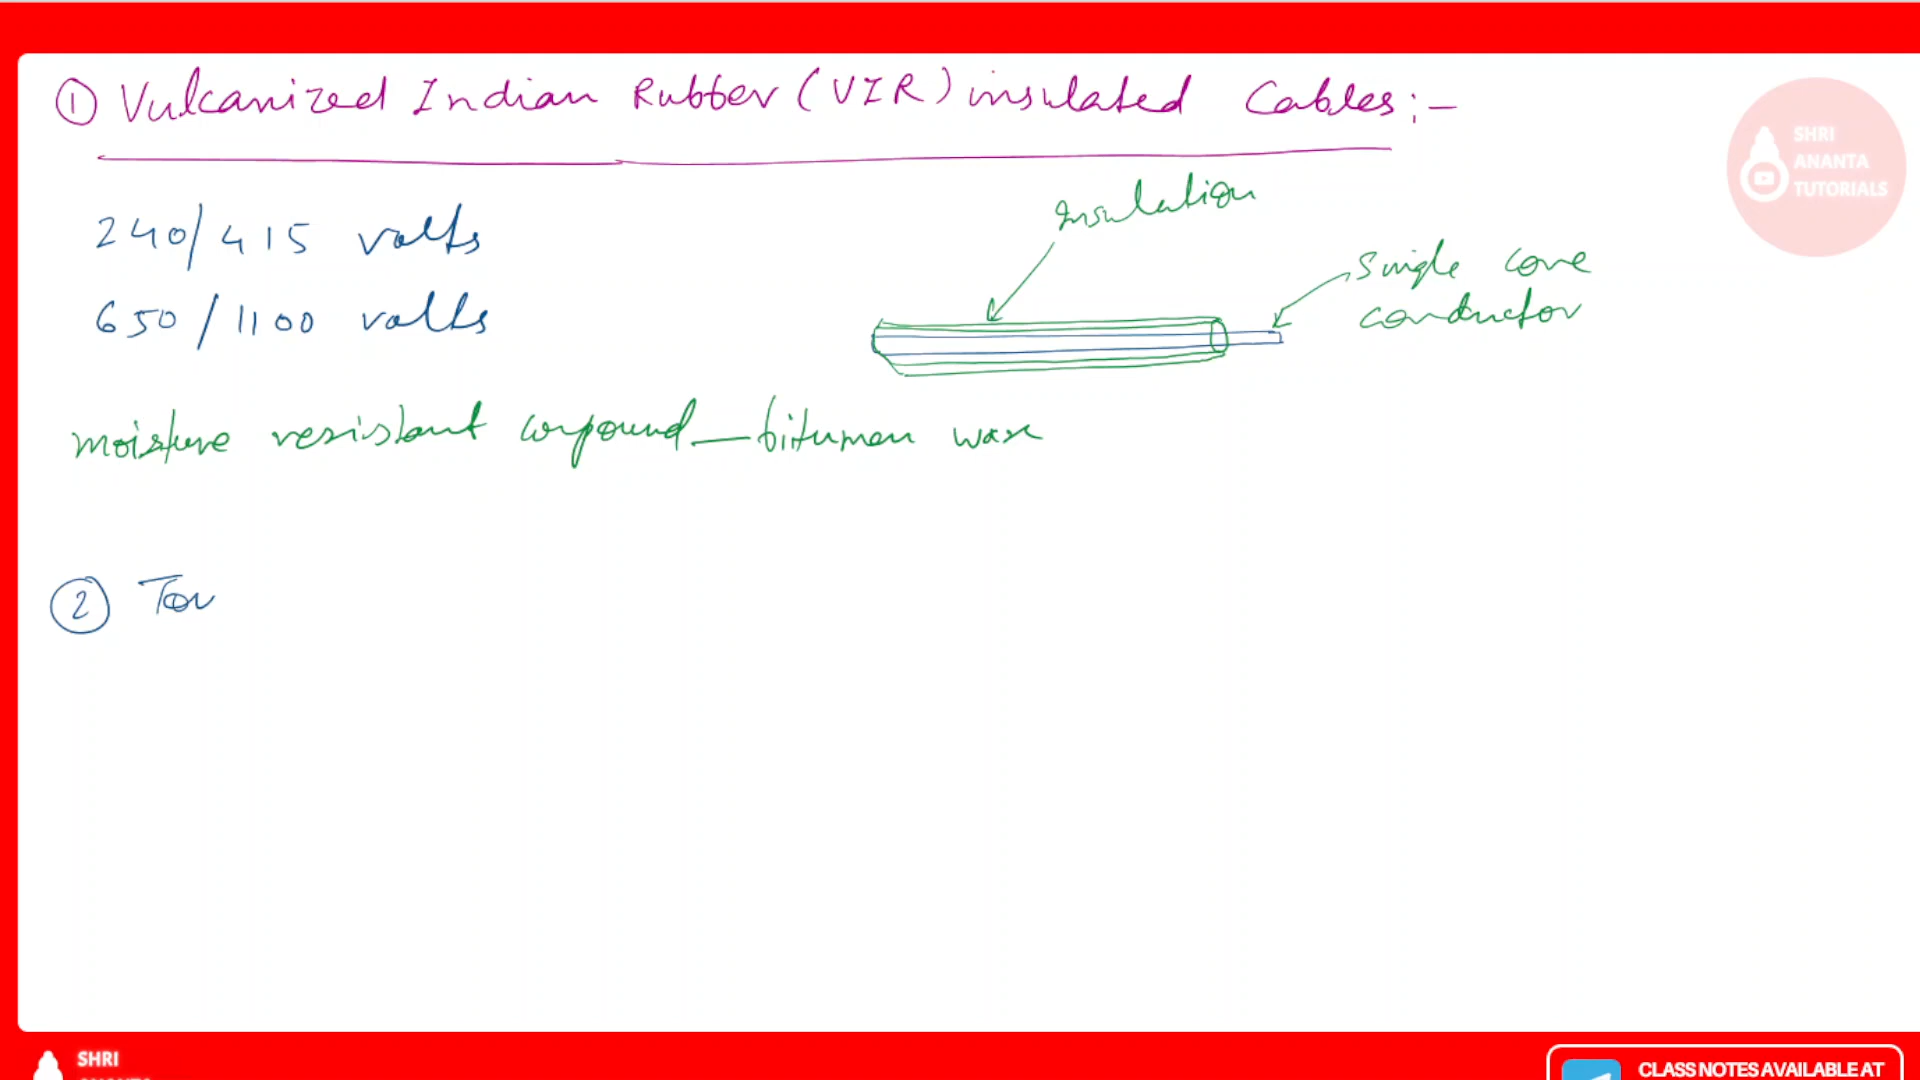 ① Vulcanized Indian Rubber (VIR) insulated Cables:-
SHRI
ANANTA
TUTORIALS
Insulation
240/415 volts
Single core
conductor
650/1100 volts
moisture resistant compound - bitumen wax
② Tou
SHRI
CLASS NOTES AVAILABLE AT